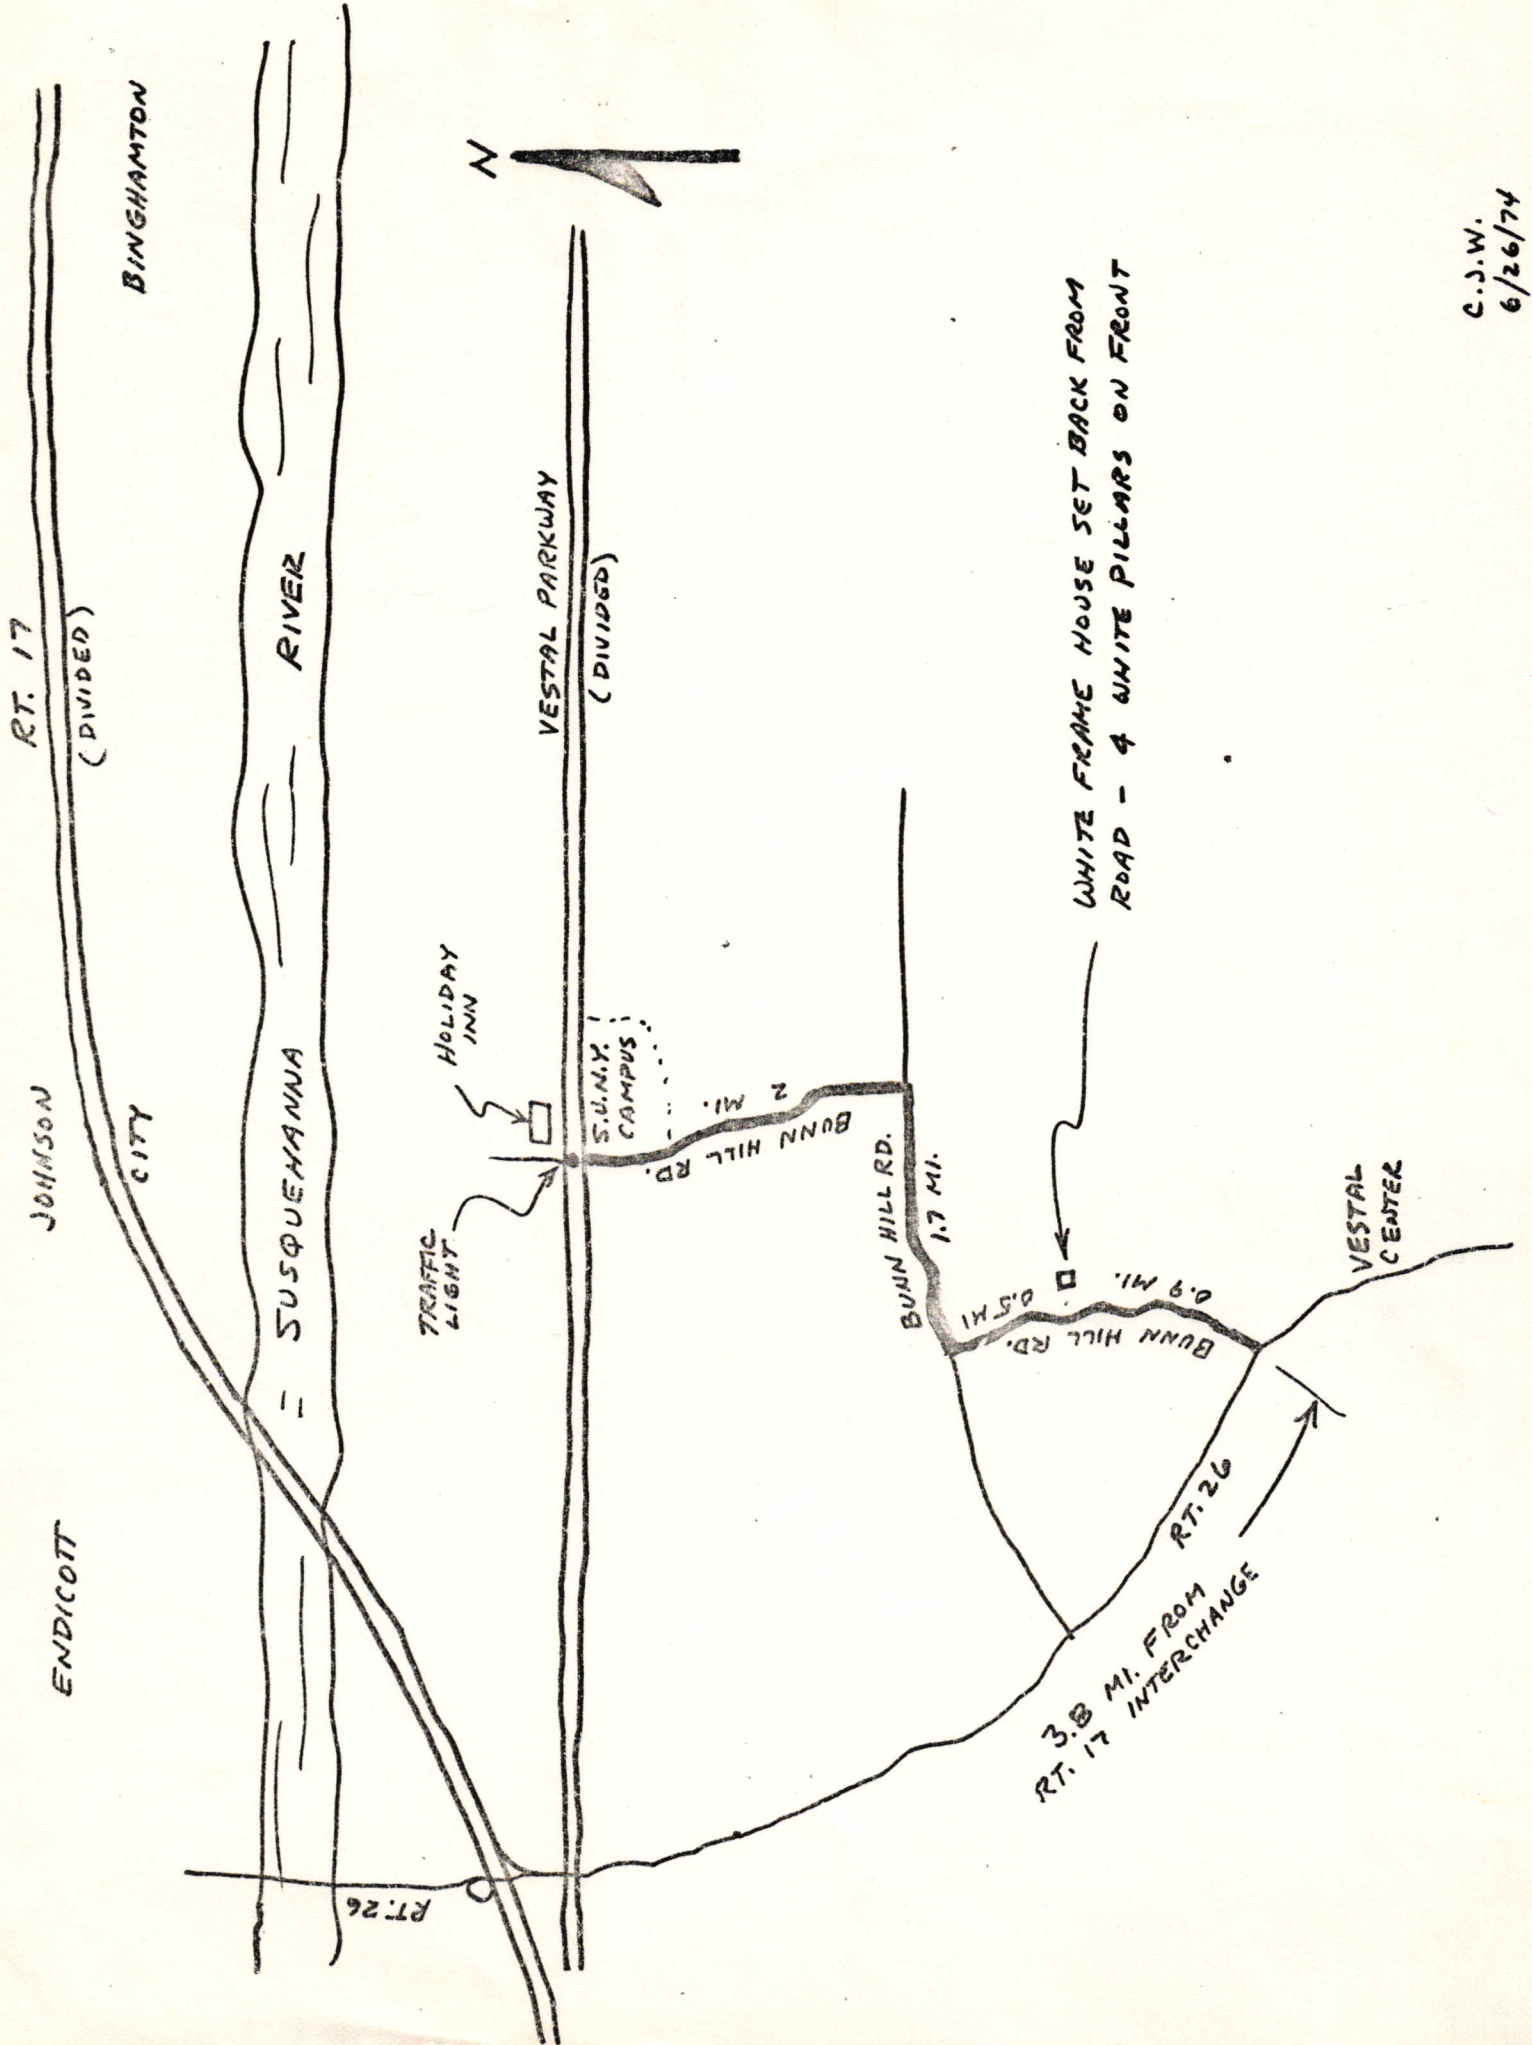 RT. 17
(DIVIDED)
BINGHAMTON
JOHNSON
CITY
ENDICOTT
= SUSQUEHANNA — RIVER
N
RT. 26
TRAFFIC
LIGHT
HOLIDAY
INN
VESTAL PARKWAY
(DIVIDED)
S.U.N.Y.
CAMPUS
BUNN HILL RD.
2
MI.
BUNN HILL RD.
1.7 MI.
0.5 MI
BUNN HILL RD.
0.9 MI.
WHITE FRAME HOUSE SET BACK FROM
ROAD - 4 WHITE PILLARS ON FRONT
VESTAL
CENTER
RT. 26
3.8 MI. FROM
RT. 17 INTERCHANGE
C.J.W.
6/26/74